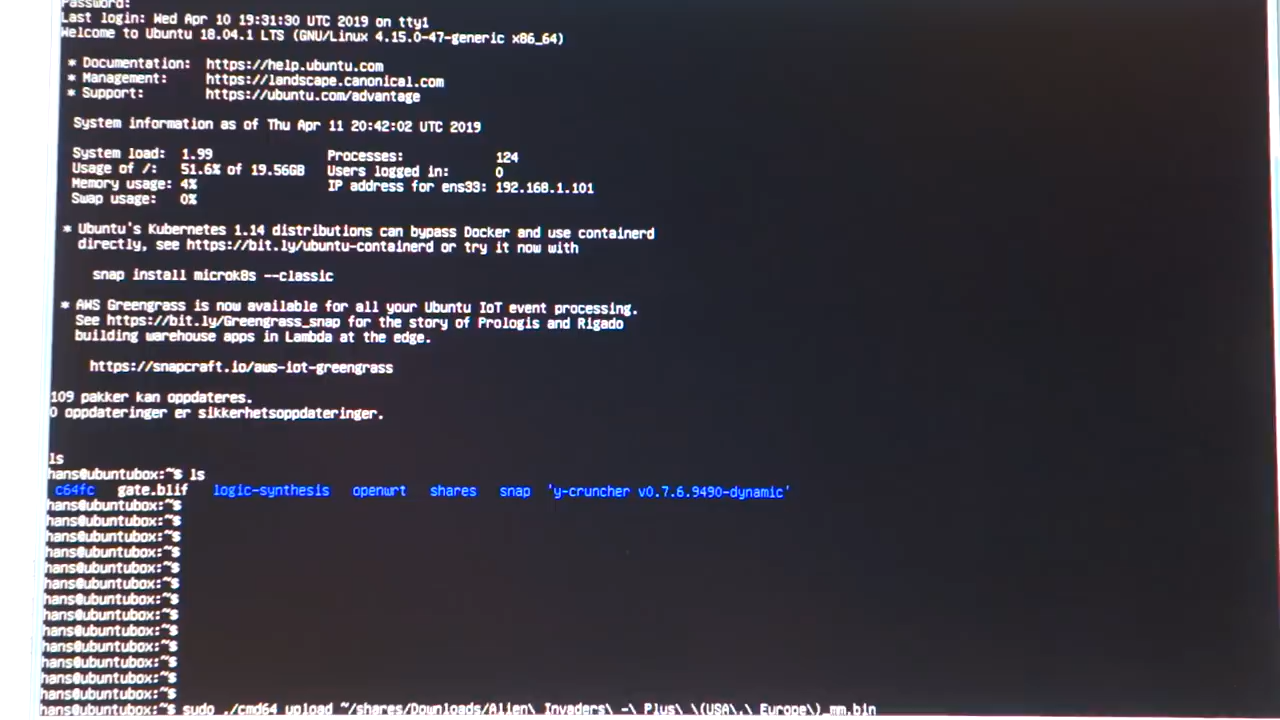 Password:
Last login: Wed Apr 10 19:31:30 UTC 2019 on tty1
Welcome to Ubuntu 18.04.1 LTS (GNU/Linux 4.15.0-47-generic x86_64)
* Documentation: https://help.ubuntu.com
* Management: https://landscape.canonical.com
* Support: https://ubuntu.com/advantage
System information as of Thu Apr 11 20:42:02 UTC 2019
System load: 1.99 Processes: 124
Usage of /: 51.6% of 19.56GB Users logged in: 0
Memory usage: 4% IP address for ens33: 192.168.1.101
Swap usage: 0%
* Ubuntu's Kubernetes 1.14 distributions can bypass Docker and use containerd
directly, see https://bit.ly/ubuntu-containerd or try it now with
snap install microk8s --classic
* AWS Greengrass is now available for all your Ubuntu IoT event processing.
See https://bit.ly/Greengrass_snap for the story of Prologis and Rigado
building warehouse apps in Lambda at the edge.
https://snapcraft.io/aws-iot-greengrass
109 pakker kan oppdateres.
0 oppdateringer er sikkerhetsoppdateringer.
ls
hans@ubuntubox:~$ ls
c64fc gate.blif logic-synthesis openwrt shares snap 'y-cruncher v0.7.6.9490-dynamic'
hans@ubuntubox:~$
hans@ubuntubox:~$
hans@ubuntubox:~$
hans@ubuntubox:~$
hans@ubuntubox:~$
hans@ubuntubox:~$
hans@ubuntubox:~$
hans@ubuntubox:~$
hans@ubuntubox:~$
hans@ubuntubox:~$
hans@ubuntubox:~$
hans@ubuntubox:~$
hans@ubuntubox:~$
hans@ubuntubox:~$ sudo ./cmd64 upload ~/shares/Downloads/Alien\ Invaders\ -\ Plus\ \(USA\,\ Europe\)_mm.bin